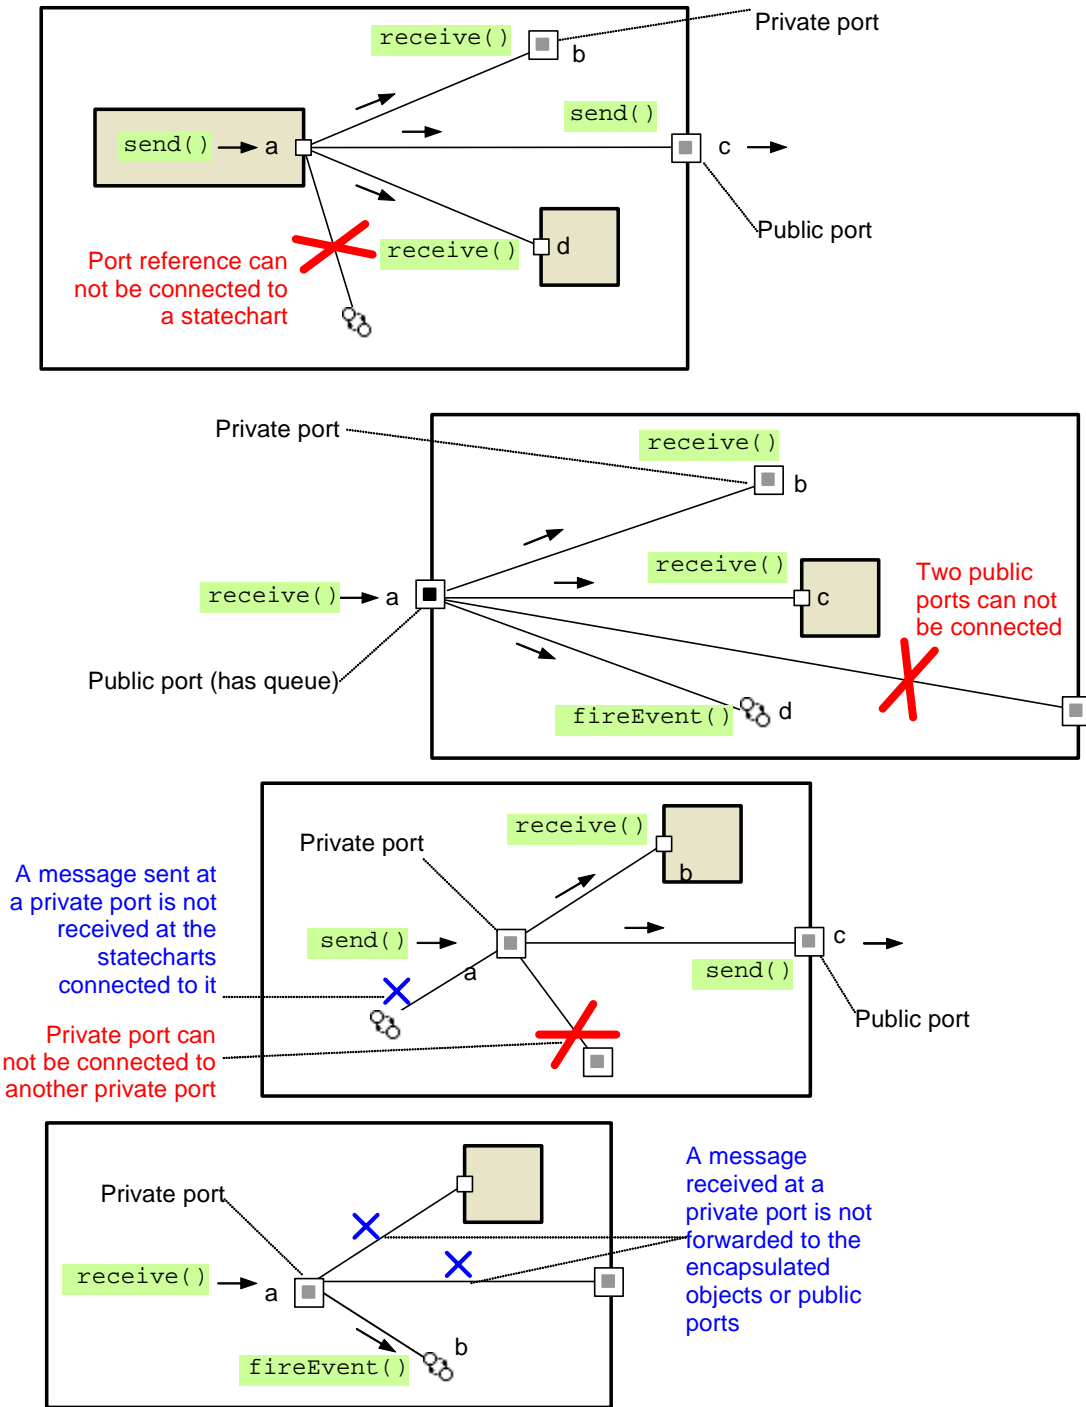 Private port
receive()
b
send()
send()
a
c
Public port
receive()
d
Port reference can
not be connected to
a statechart
Private port
receive()
b
receive()
Two public
ports can not
be connected
receive()
a
c
Public port (has queue)
fireEvent()
d
receive()
Private port
A message sent at
a private port is not
received at the
statecharts
connected to it
b
send()
c
a
send()
Public port
Private port can
not be connected to
another private port
A message
received at a
private port is not
forwarded to the
encapsulated
objects or public
ports
Private port
receive()
a
b
fireEvent()